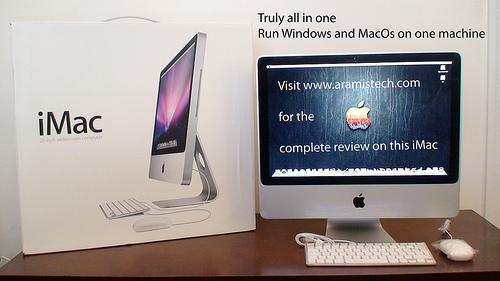 Truly all in one
Run Windows and MacOs on one machine
iMac
Visit www.aramistech.com
for the
complete review on this iMac